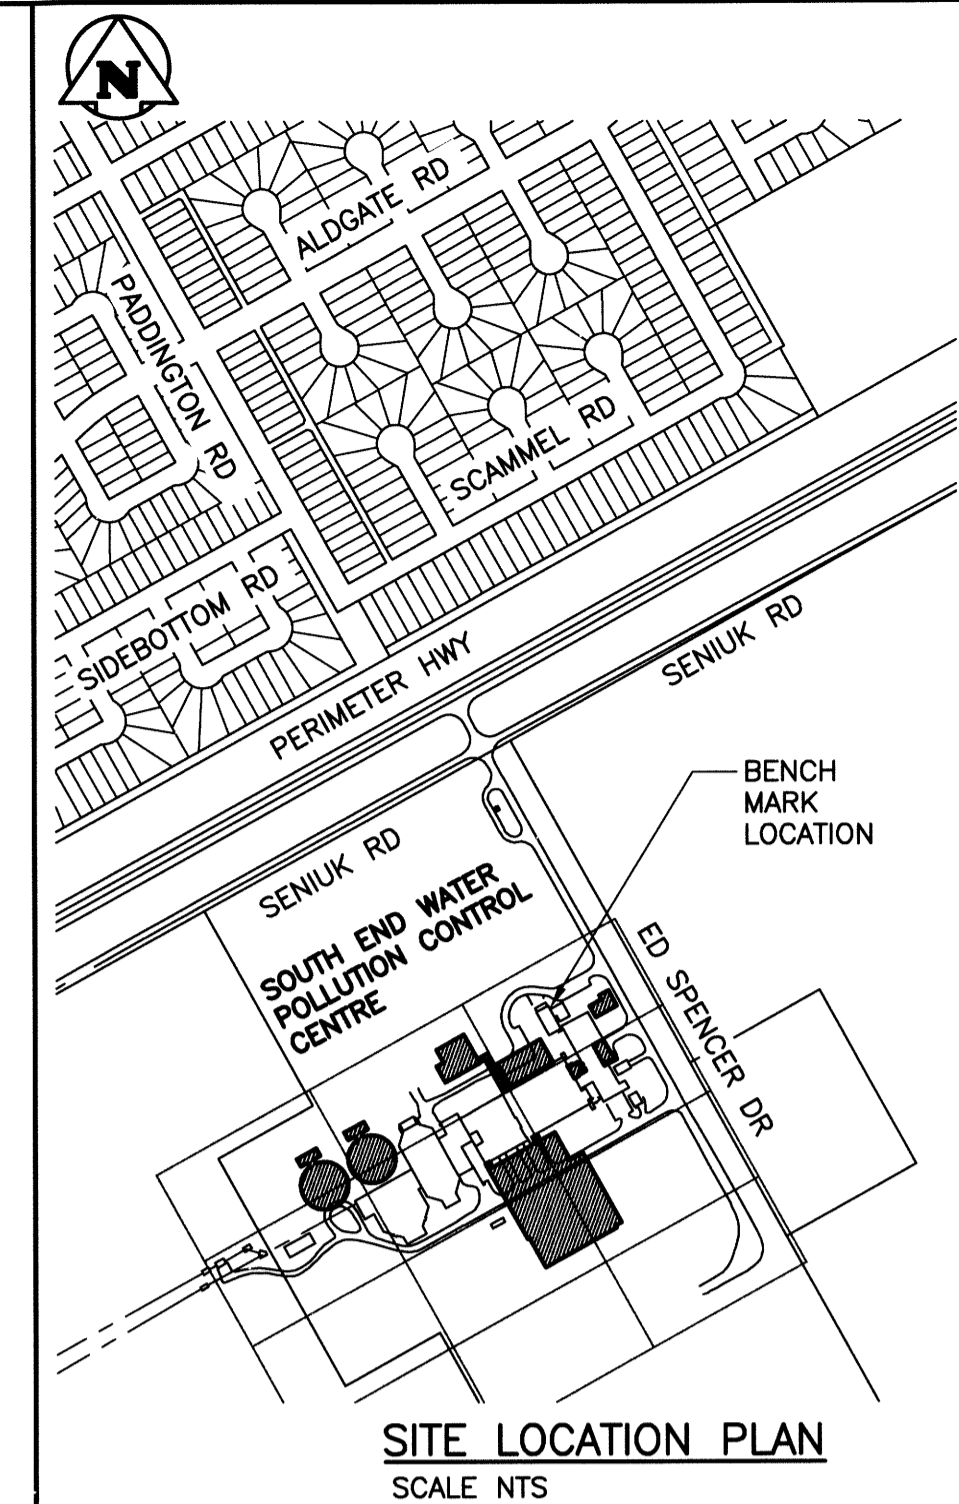 N
ALDGATE RD
PADDINGTON RD
SCAMMEL RD
SIDEBOTTOM RD
PERIMETER HWY
SENIUK RD
BENCH
MARK
LOCATION
SENIUK RD
SOUTH END WATER
POLLUTION CONTROL
CENTRE
ED SPENCER DR
SITE LOCATION PLAN
SCALE NTS